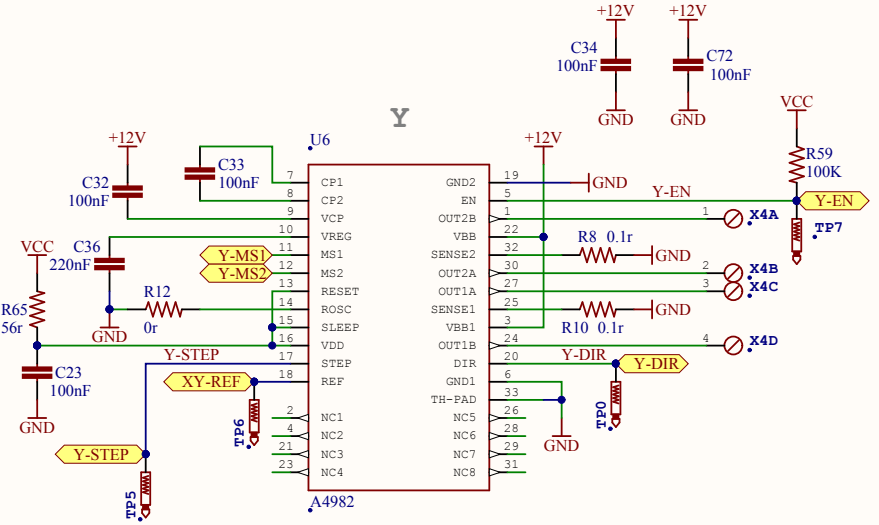 +12V
+12V
C34
100nF
C72
100nF
GND
GND
VCC
R59
100K
Y
+12V
U6
+12V
C32
100nF
C33
100nF
7
CP1
8
CP2
9
VCP
10
VREG
11
MS1
12
MS2
13
RESET
14
ROSC
15
SLEEP
16
VDD
17
STEP
18
REF
2
NC1
4
NC2
21
NC3
23
NC4
GND2
19
GND
EN
5
Y-EN
Y-EN
OUT2B
1
1
X4A
TP7
VBB
22
SENSE2
32
R8 0.1r
GND
OUT2A
30
2
X4B
OUT1A
27
3
X4C
SENSE1
25
R10 0.1r
GND
VBB1
3
OUT1B
24
4
X4D
DIR
20
Y-DIR
Y-DIR
GND1
6
TH-PAD
33
TP0
NC5
26
NC6
28
NC7
29
NC8
31
GND
VCC
C36
220nF
Y-MS1
Y-MS2
R65
56r
R12
0r
GND
Y-STEP
C23
100nF
XY-REF
GND
TP6
Y-STEP
TP5
A4982